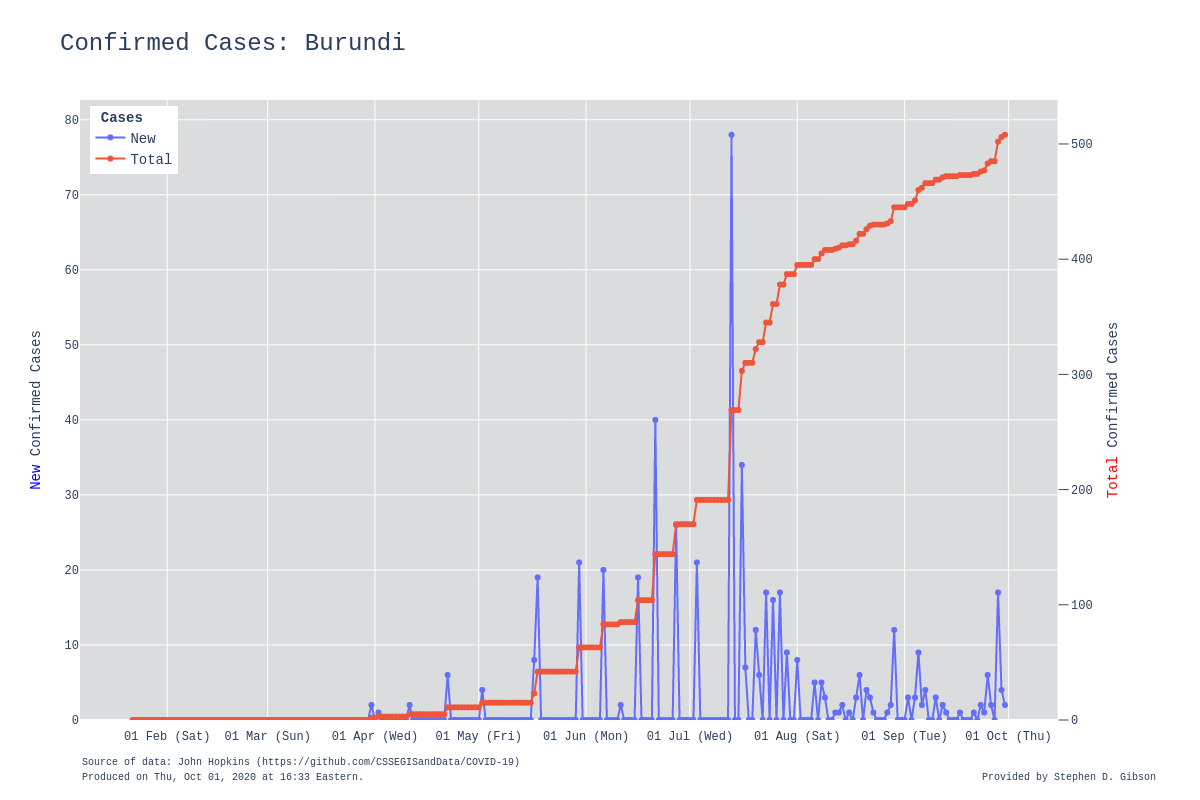 Confirmed Cases: Burundi
Cases
New
Total
80
70
60
50
40
30
20
10
0
500
400
300
200
100
0
New Confirmed Cases
Total Confirmed Cases
01 Feb (Sat) 01 Mar (Sun) 01 Apr (Wed) 01 May (Fri) 01 Jun (Mon) 01 Jul (Wed) 01 Aug (Sat) 01 Sep (Tue) 01 Oct (Thu)
Source of data: John Hopkins (https://github.com/CSSEGISandData/COVID-19)
Produced on Thu, Oct 01, 2020 at 16:33 Eastern.
Provided by Stephen D. Gibson